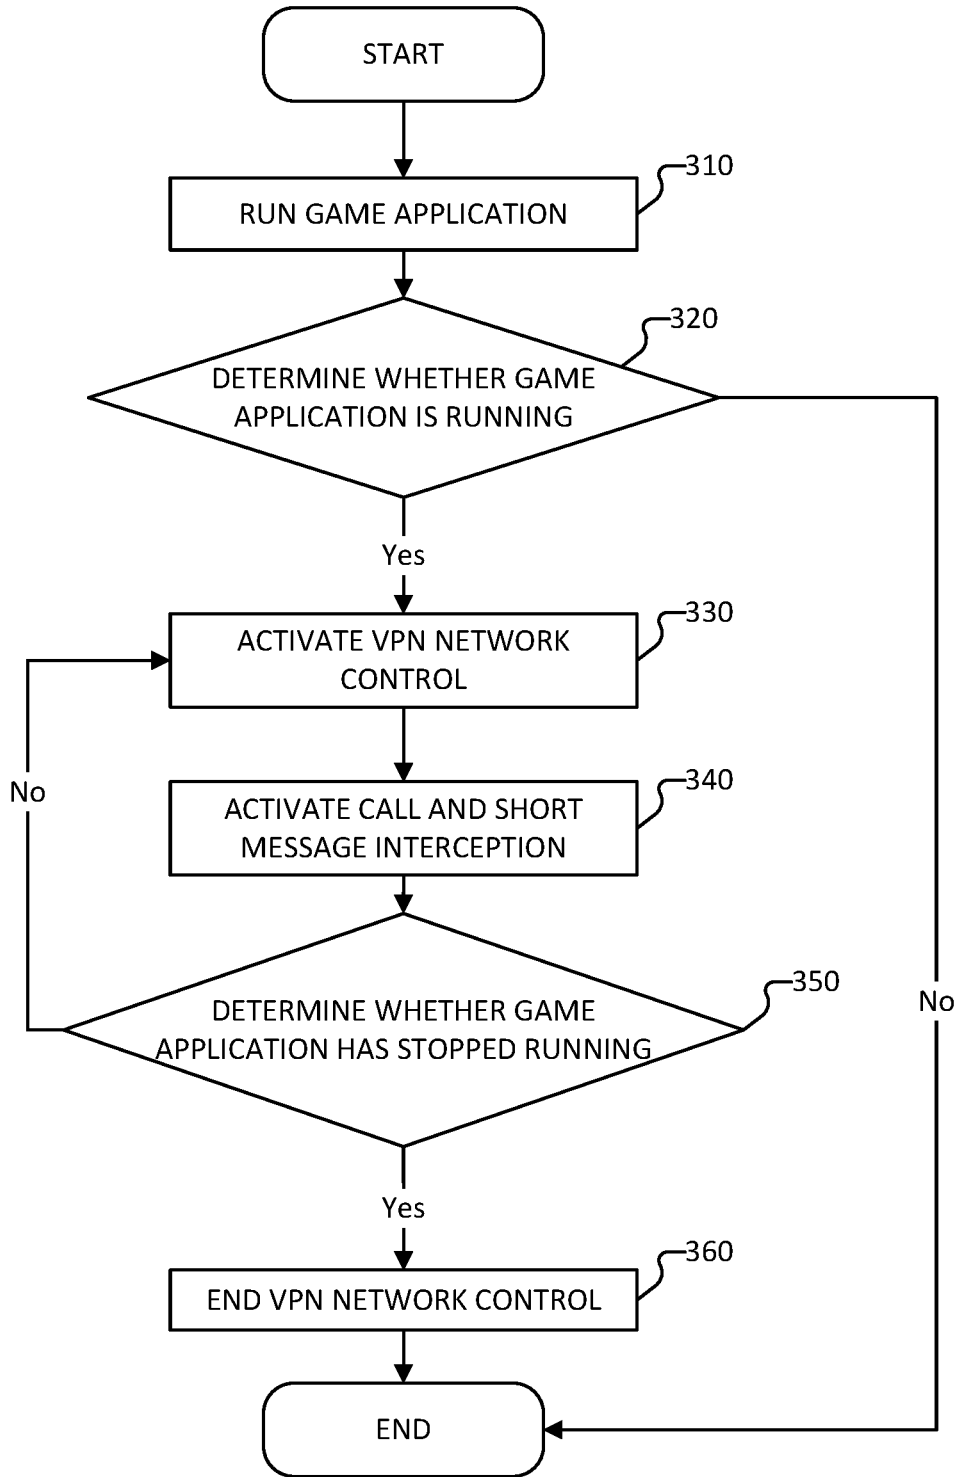 START
310
RUN GAME APPLICATION
320
DETERMINE WHETHER GAME
APPLICATION IS RUNNING
Yes
330
ACTIVATE VPN NETWORK
CONTROL
No
340
ACTIVATE CALL AND SHORT
MESSAGE INTERCEPTION
350
DETERMINE WHETHER GAME
APPLICATION HAS STOPPED RUNNING
No
Yes
360
END VPN NETWORK CONTROL
END